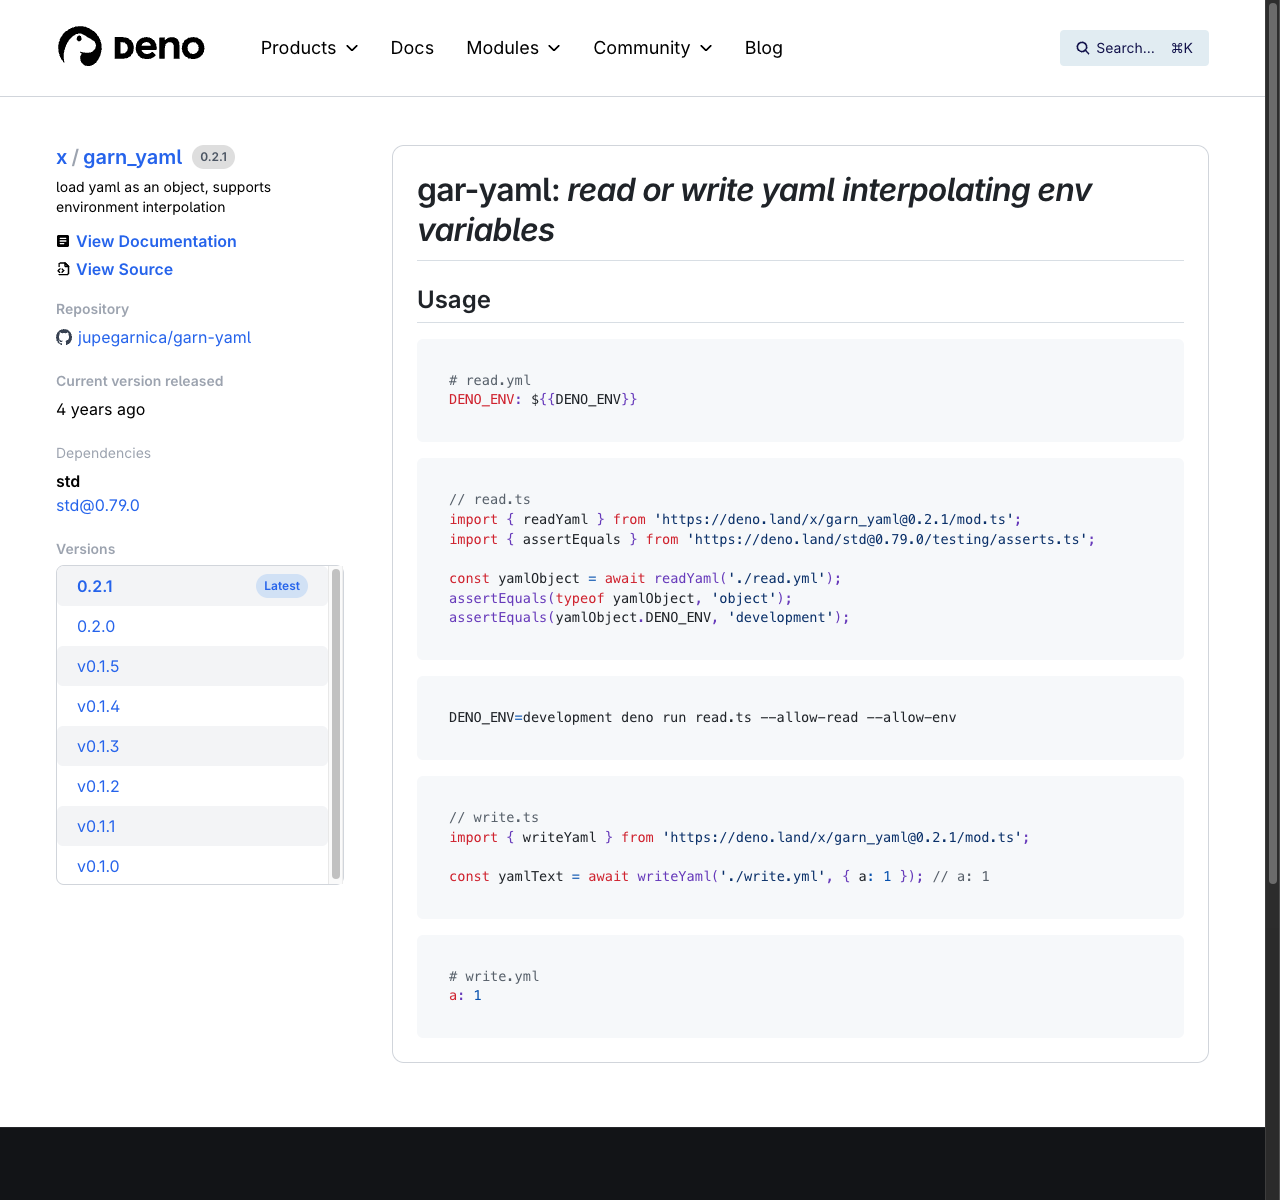 DENO
Products
Docs
Modules
Community
Blog
Search... ⌘K
x / garn_yaml 0.2.1
load yaml as an object, supports
environment interpolation
View Documentation
View Source
Repository
jupegarnica/garn-yaml
Current version released
4 years ago
Dependencies
std
std@0.79.0
Versions
0.2.1 Latest
0.2.0
v0.1.5
v0.1.4
v0.1.3
v0.1.2
v0.1.1
v0.1.0
gar-yaml: read or write yaml interpolating env
variables
Usage
# read.yml
DENO_ENV: ${{DENO_ENV}}
// read.ts
import { readYaml } from 'https://deno.land/x/garn_yaml@0.2.1/mod.ts';
import { assertEquals } from 'https://deno.land/std@0.79.0/testing/asserts.ts';
const yamlObject = await readYaml('./read.yml');
assertEquals(typeof yamlObject, 'object');
assertEquals(yamlObject.DENO_ENV, 'development');
DENO_ENV=development deno run read.ts --allow-read --allow-env
// write.ts
import { writeYaml } from 'https://deno.land/x/garn_yaml@0.2.1/mod.ts';
const yamlText = await writeYaml('./write.yml', { a: 1 }); // a: 1
# write.yml
a: 1